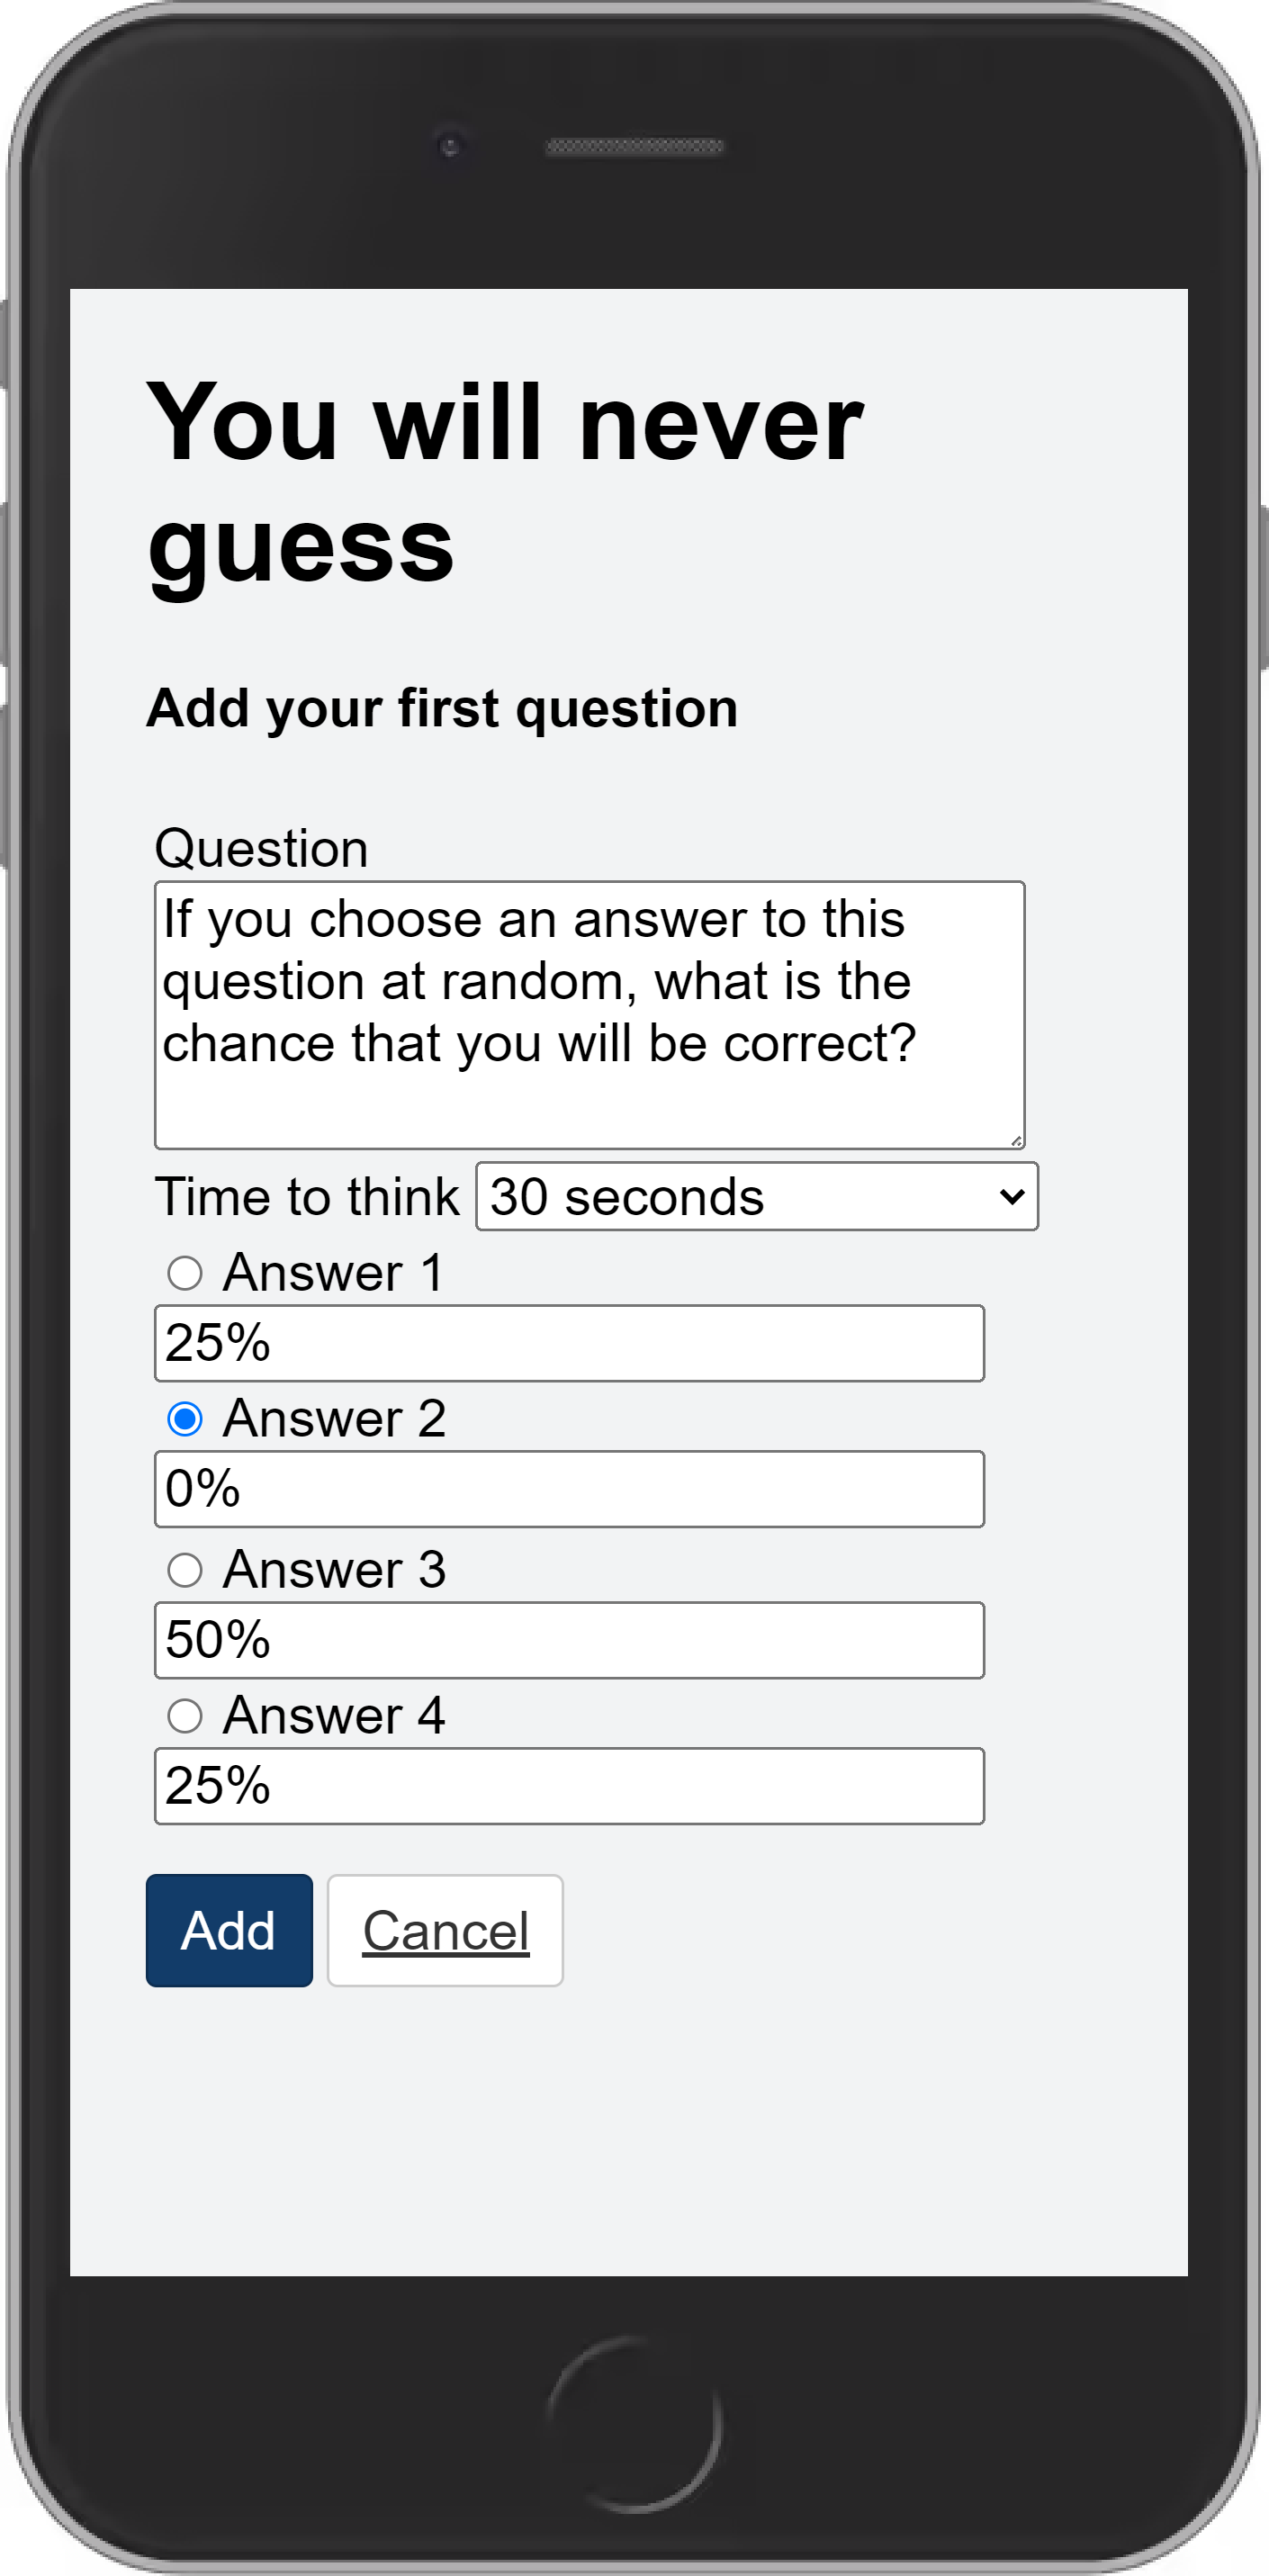 You will never
guess
Add your first question
Question
If you choose an answer to this
question at random, what is the
chance that you will be correct?
Time to think 30 seconds
Answer 1
25%
Answer 2
0%
Answer 3
50%
Answer 4
25%
Add Cancel